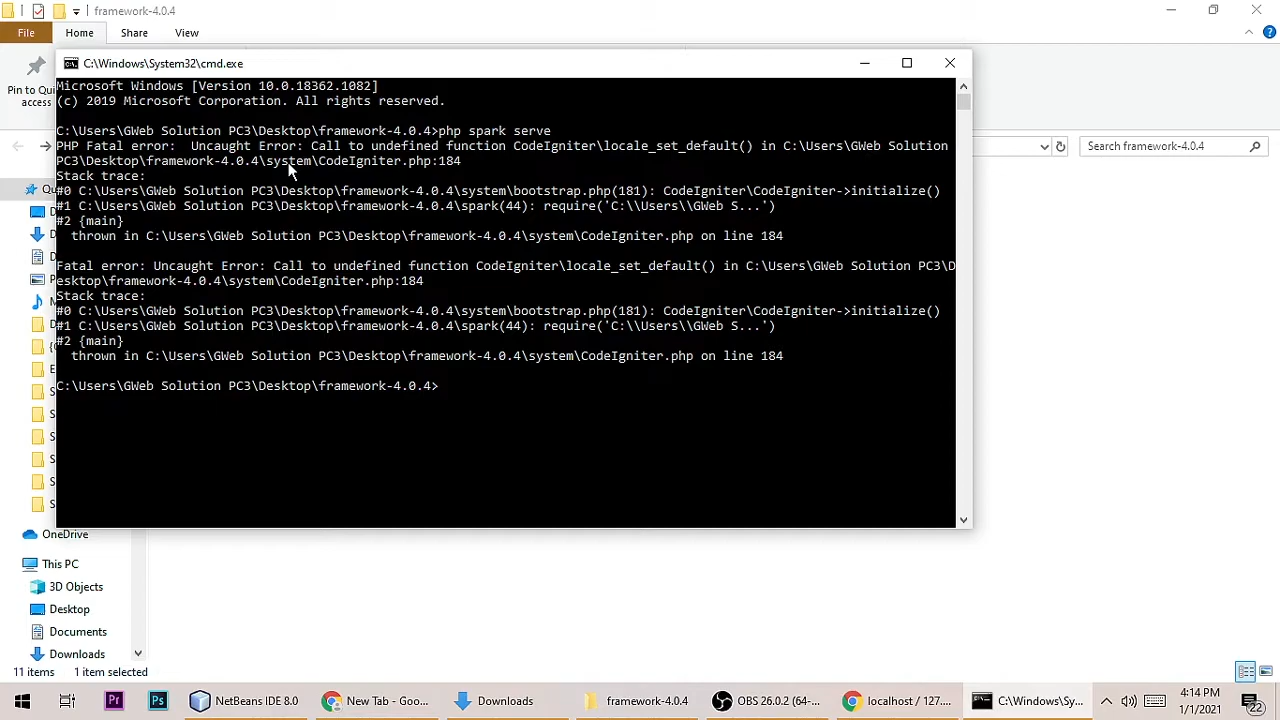 framework-4.0.4
File
Home
Share
View
Pin to Qui
access
C:\Windows\System32\cmd.exe
Microsoft Windows [Version 10.0.18362.1082]
(c) 2019 Microsoft Corporation. All rights reserved.
C:\Users\GWeb Solution PC3\Desktop\framework-4.0.4>php spark serve
PHP Fatal error:  Uncaught Error: Call to undefined function CodeIgniter\locale_set_default() in C:\Users\GWeb Solution
PC3\Desktop\framework-4.0.4\system\CodeIgniter.php:184
Stack trace:
#0 C:\Users\GWeb Solution PC3\Desktop\framework-4.0.4\system\bootstrap.php(181): CodeIgniter\CodeIgniter->initialize()
#1 C:\Users\GWeb Solution PC3\Desktop\framework-4.0.4\spark(44): require('C:\\Users\\GWeb S...')
#2 {main}
  thrown in C:\Users\GWeb Solution PC3\Desktop\framework-4.0.4\system\CodeIgniter.php on line 184
Fatal error: Uncaught Error: Call to undefined function CodeIgniter\locale_set_default() in C:\Users\GWeb Solution PC3\D
esktop\framework-4.0.4\system\CodeIgniter.php:184
Stack trace:
#0 C:\Users\GWeb Solution PC3\Desktop\framework-4.0.4\system\bootstrap.php(181): CodeIgniter\CodeIgniter->initialize()
#1 C:\Users\GWeb Solution PC3\Desktop\framework-4.0.4\spark(44): require('C:\\Users\\GWeb S...')
#2 {main}
  thrown in C:\Users\GWeb Solution PC3\Desktop\framework-4.0.4\system\CodeIgniter.php on line 184
C:\Users\GWeb Solution PC3\Desktop\framework-4.0.4>
Search framework-4.0.4
OneDrive
This PC
3D Objects
Desktop
Documents
Downloads
11 items
1 item selected
Pr
Ps
NetBeans IDE 8.0
New Tab - Goo...
Downloads
framework-4.0.4
OBS 26.0.2 (64-...
localhost / 127....
C:\Windows\Sy...
4:14 PM
1/1/2021
22